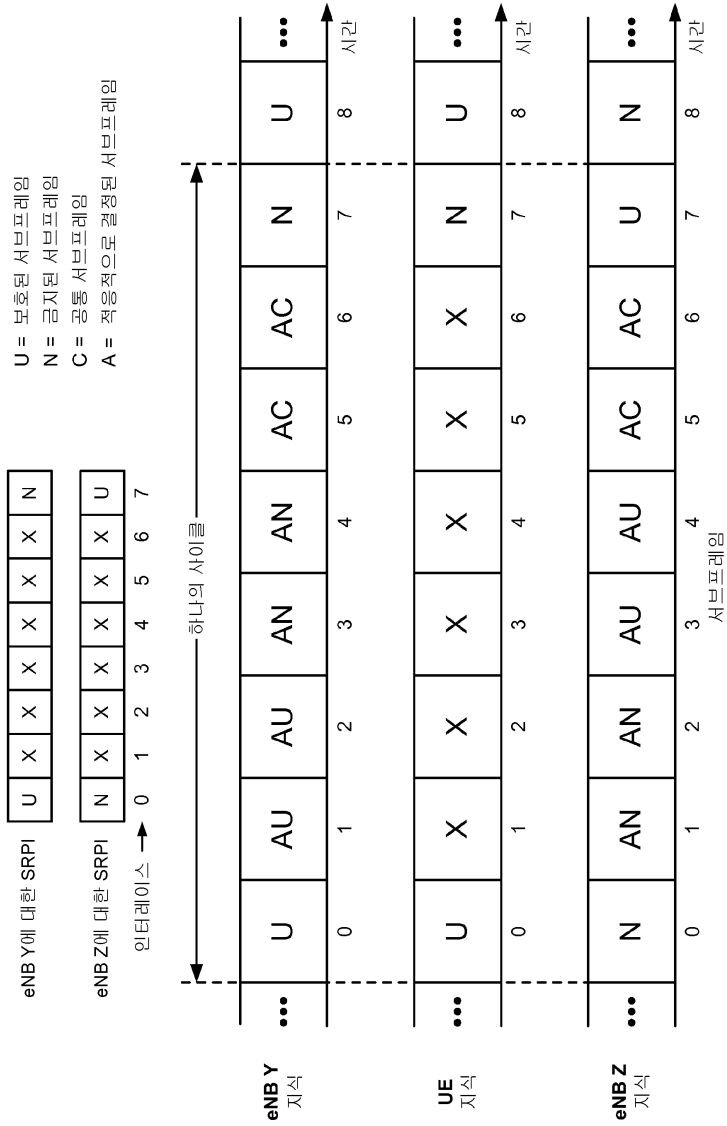 eNB Y에 대한 SRPI U X X X X X X N
eNB Z에 대한 SRPI N X X X X X X U
인터레이스 0 1 2 3 4 5 6 7
U = 보호된 서브프레임
N = 금지된 서브프레임
C = 공통 서브프레임
A = 적응적으로 결정된 서브프레임
하나의 사이클
eNB Y
지식
••• U AU AU AN AN AC AC N U •••
0 1 2 3 4 5 6 7 8 시간
UE
지식
••• U X X X X X X N U •••
0 1 2 3 4 5 6 7 8 시간
eNB Z
지식
••• N AN AN AU AU AC AC U N •••
0 1 2 3 4 5 6 7 8 시간
서브프레임